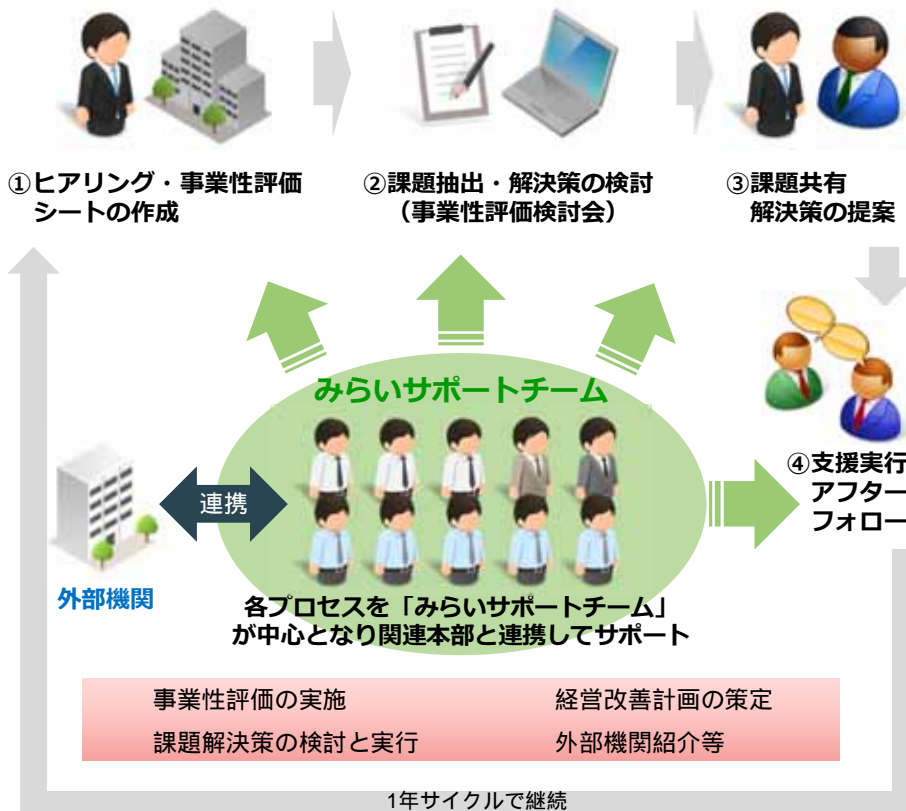 ①ヒアリング・事業性評価
シートの作成
②課題抽出・解決策の検討
（事業性評価検討会）
③課題共有
解決策の提案
みらいサポートチーム
連携
外部機関
④支援実行
アフター
フォロー
各プロセスを「みらいサポートチーム」
が中心となり関連本部と連携してサポート
事業性評価の実施
経営改善計画の策定
課題解決策の検討と実行
外部機関紹介等
1年サイクルで継続